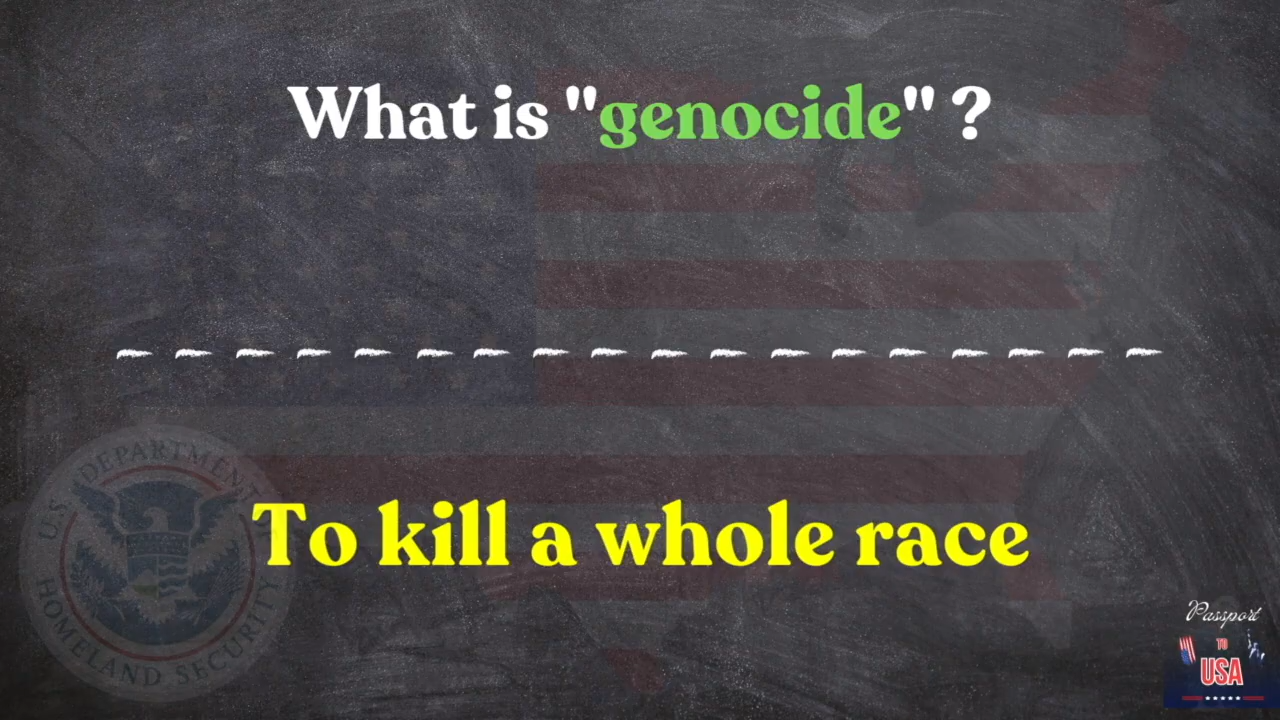 What is "genocide" ?
To kill a whole race
U.S. DEPARTMENT
HOMELAND SECURITY
Passport
TO
USA